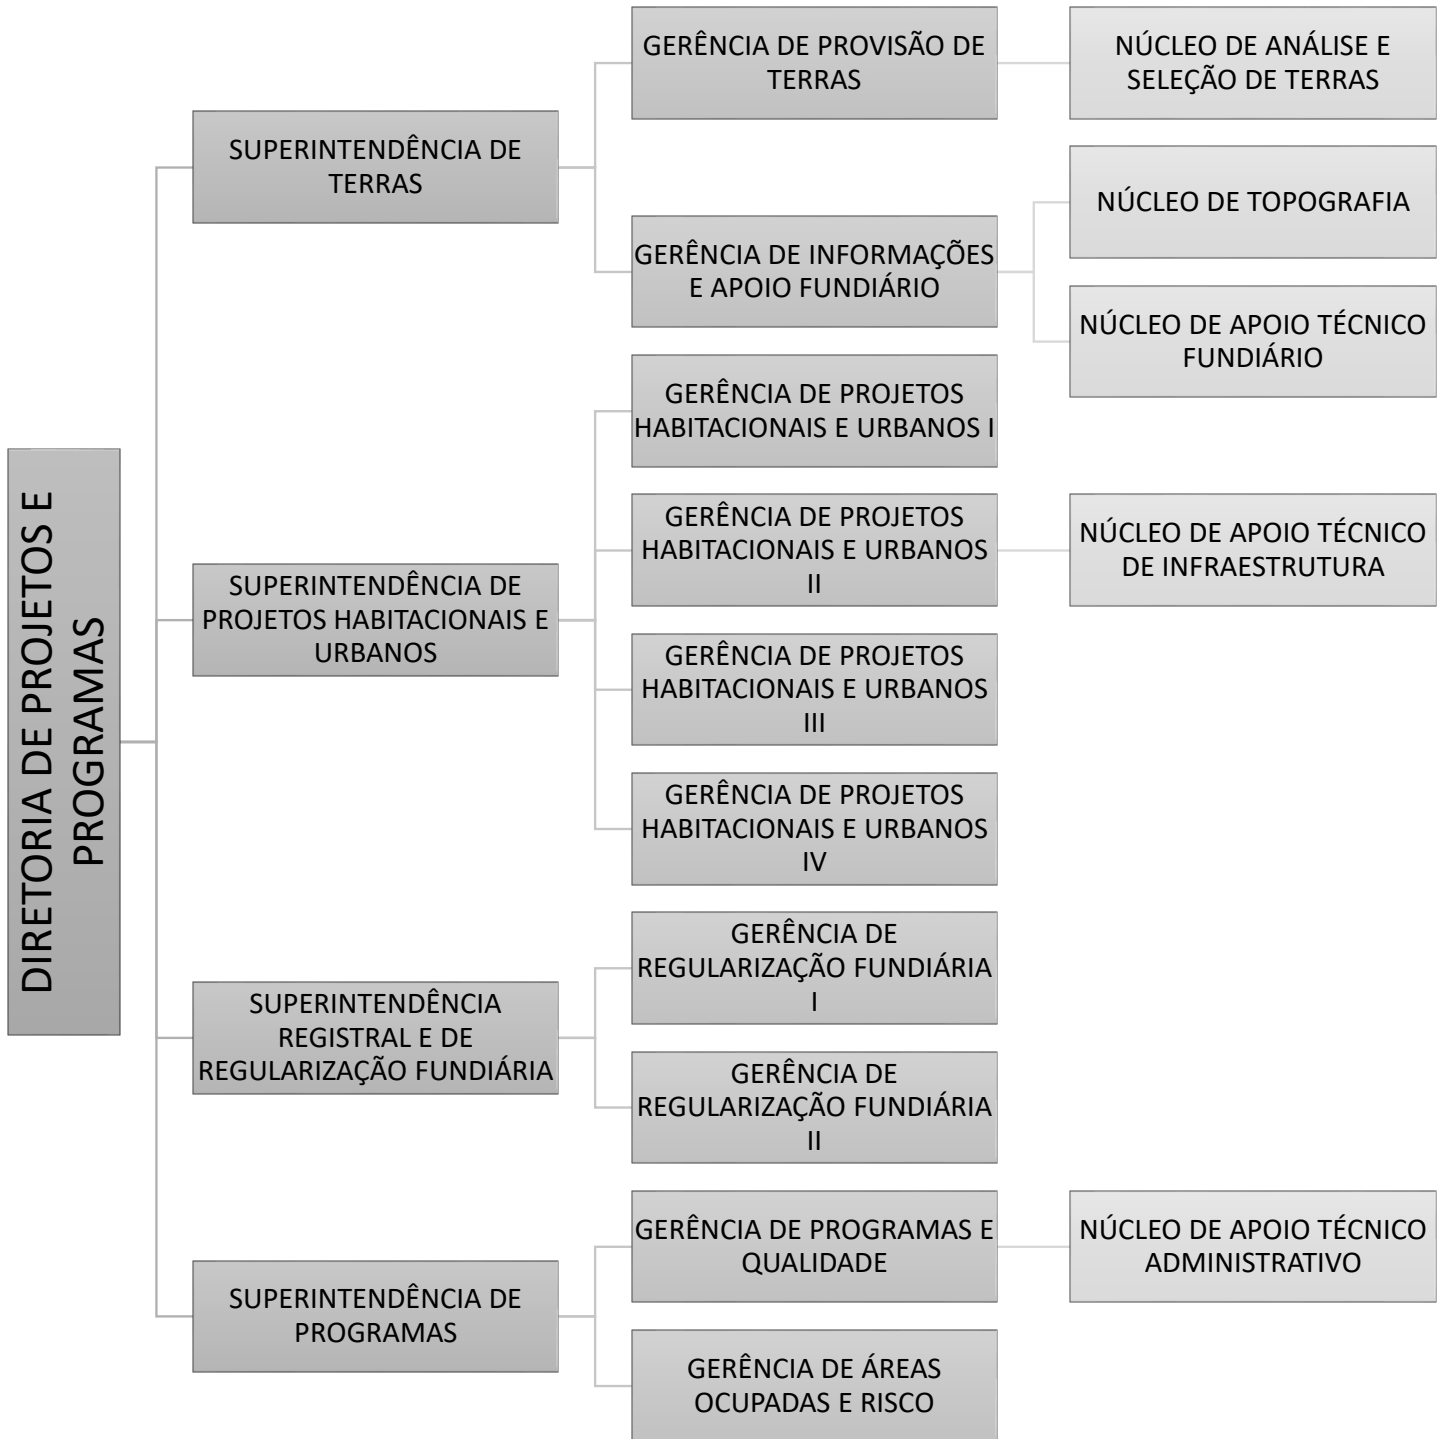 DIRETORIA DE PROJETOS E
PROGRAMAS
SUPERINTENDÊNCIA DE
TERRAS
GERÊNCIA DE PROVISÃO DE
TERRAS
NÚCLEO DE ANÁLISE E
SELEÇÃO DE TERRAS
GERÊNCIA DE INFORMAÇÕES
E APOIO FUNDIÁRIO
NÚCLEO DE TOPOGRAFIA
NÚCLEO DE APOIO TÉCNICO
FUNDIÁRIO
SUPERINTENDÊNCIA DE
PROJETOS HABITACIONAIS E
URBANOS
GERÊNCIA DE PROJETOS
HABITACIONAIS E URBANOS I
GERÊNCIA DE PROJETOS
HABITACIONAIS E URBANOS
II
NÚCLEO DE APOIO TÉCNICO
DE INFRAESTRUTURA
GERÊNCIA DE PROJETOS
HABITACIONAIS E URBANOS
III
GERÊNCIA DE PROJETOS
HABITACIONAIS E URBANOS
IV
SUPERINTENDÊNCIA
REGISTRAL E DE
REGULARIZAÇÃO FUNDIÁRIA
GERÊNCIA DE
REGULARIZAÇÃO FUNDIÁRIA
I
GERÊNCIA DE
REGULARIZAÇÃO FUNDIÁRIA
II
SUPERINTENDÊNCIA DE
PROGRAMAS
GERÊNCIA DE PROGRAMAS E
QUALIDADE
NÚCLEO DE APOIO TÉCNICO
ADMINISTRATIVO
GERÊNCIA DE ÁREAS
OCUPADAS E RISCO